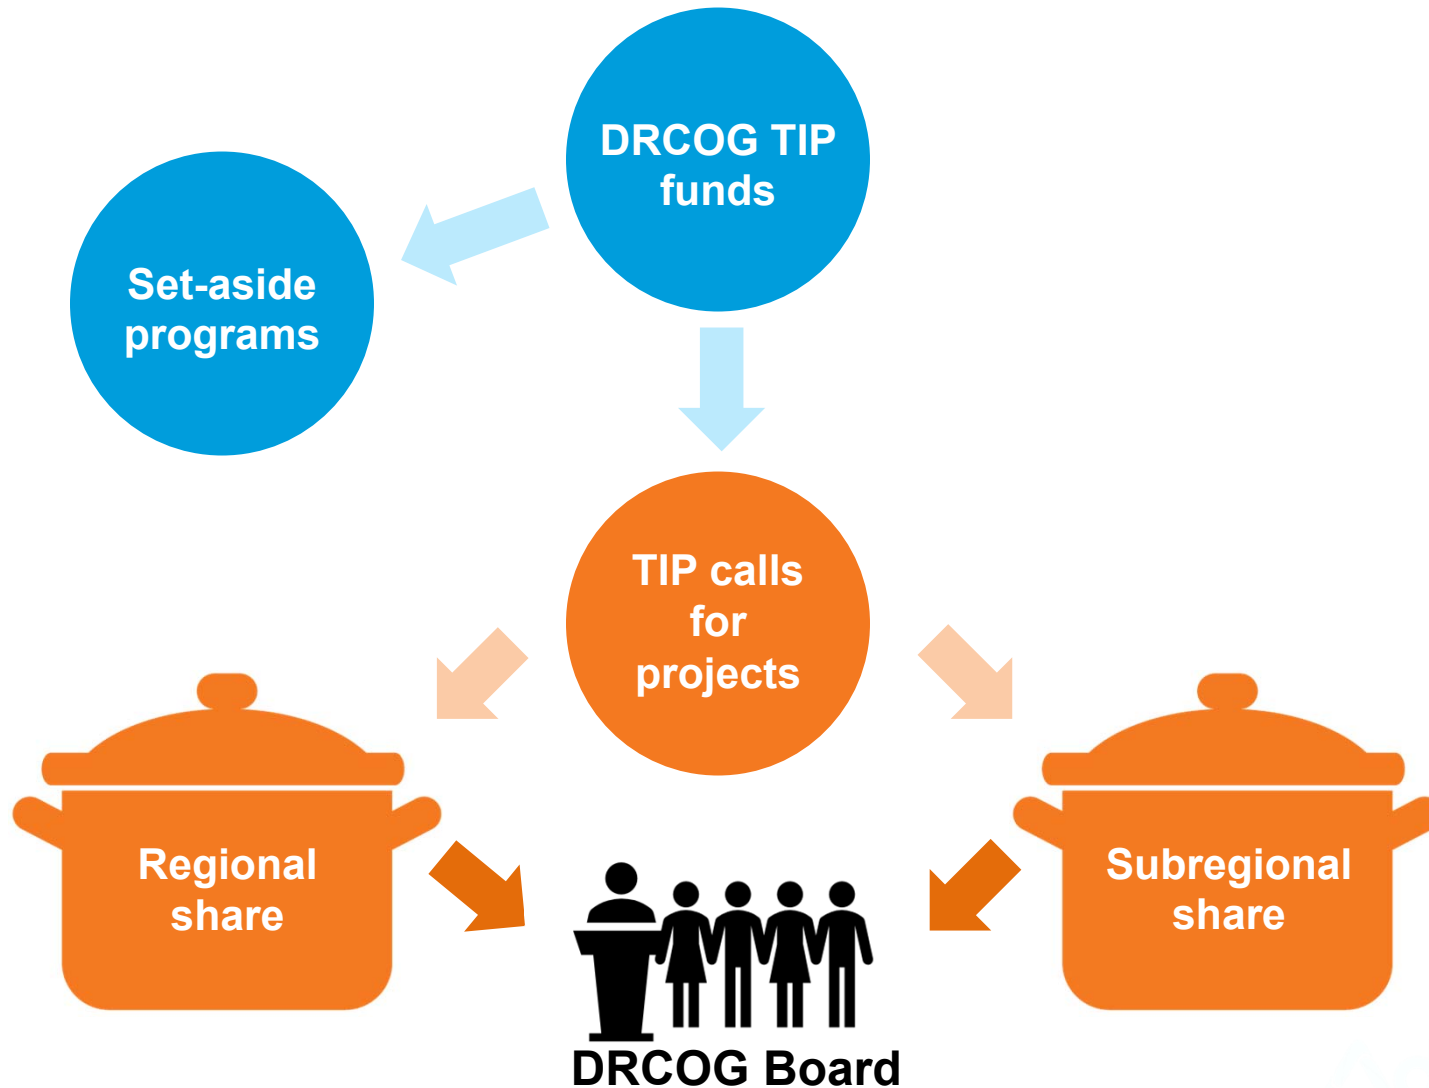 DRCOG TIP
funds
Set-aside
programs
TIP calls
for
projects
Regional
share
Subregional
share
DRCOG Board